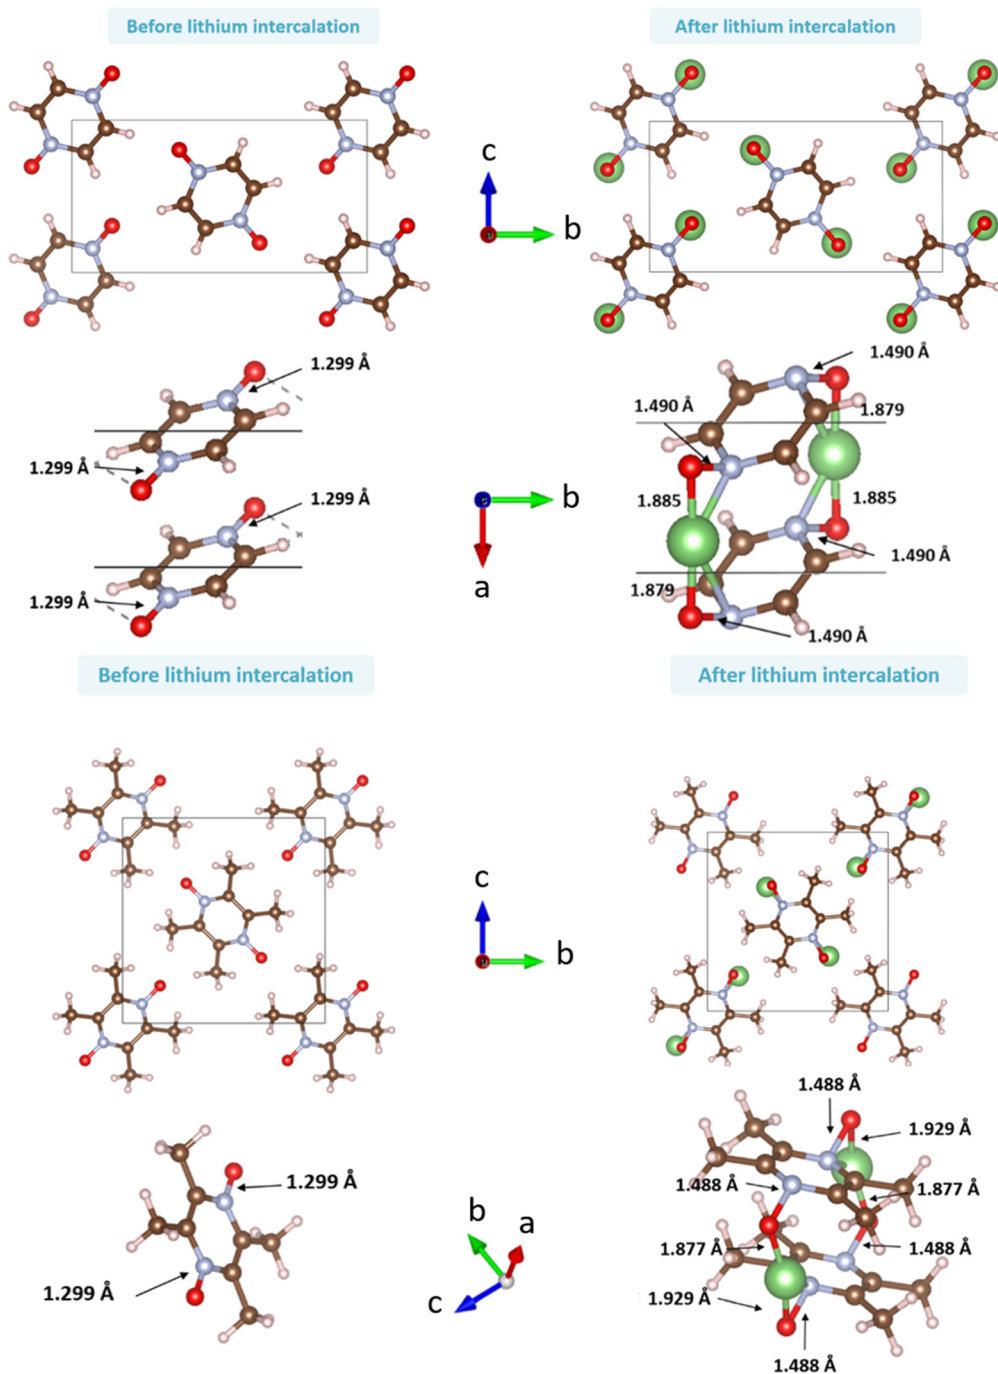 Before lithium intercalation
After lithium intercalation
c
b
1.299 Å
1.299 Å
1.299 Å
1.299 Å
b
a
1.490 Å
1.490 Å
1.879
1.885
1.885
1.490 Å
1.879
1.490 Å
Before lithium intercalation
After lithium intercalation
c
b
1.299 Å
1.299 Å
b
a
c
1.488 Å
1.929 Å
1.488 Å
1.877 Å
1.877 Å
1.488 Å
1.929 Å
1.488 Å